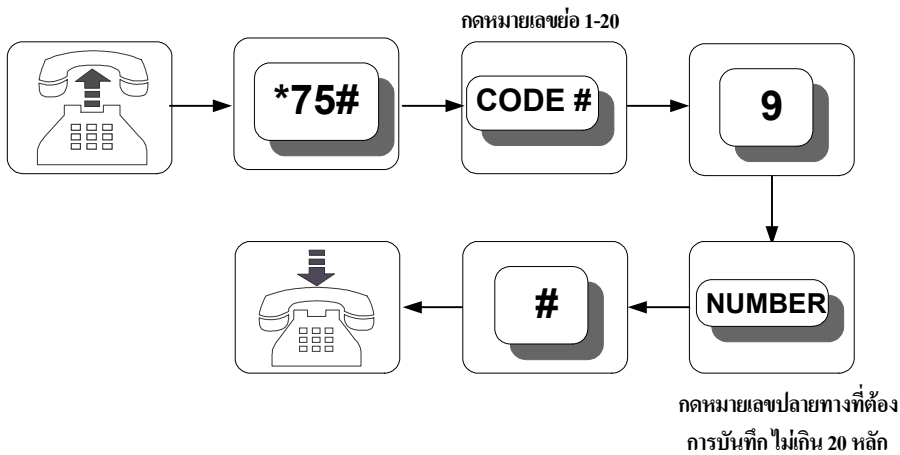 กดหมายเลขย่อ 1-20
*75#
CODE #
9
NUMBER
#
กดหมายเลขปลายทางที่ต้อง
การบันทึก ไม่เกิน 20 หลัก